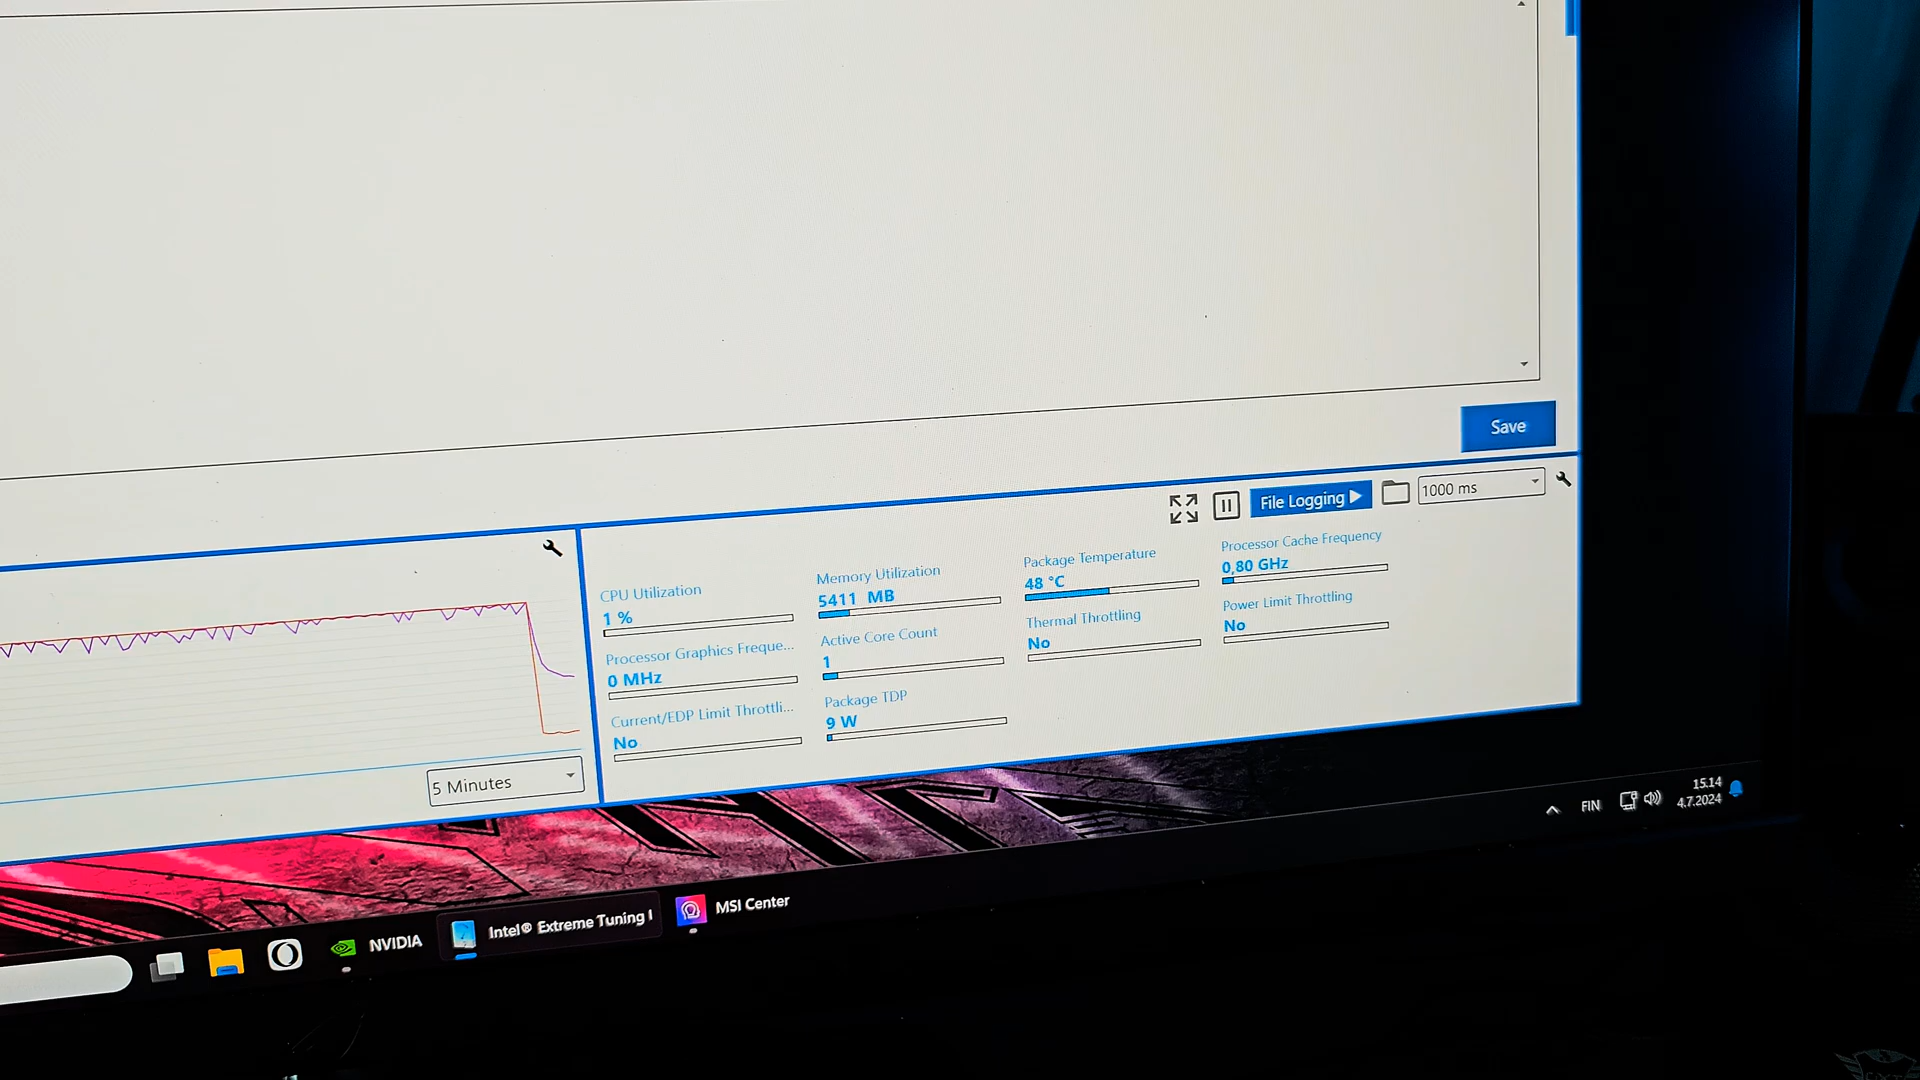 Save
File Logging
1000 ms
CPU Utilization
1 %
Memory Utilization
5411 MB
Package Temperature
48 °C
Processor Cache Frequency
0,80 GHz
Processor Graphics Freque...
0 MHz
Active Core Count
1
Thermal Throttling
No
Power Limit Throttling
No
Current/EDP Limit Throttli...
No
Package TDP
9 W
5 Minutes
NVIDIA
Intel® Extreme Tuning
MSI Center
FIN
15.14
4.7.2024